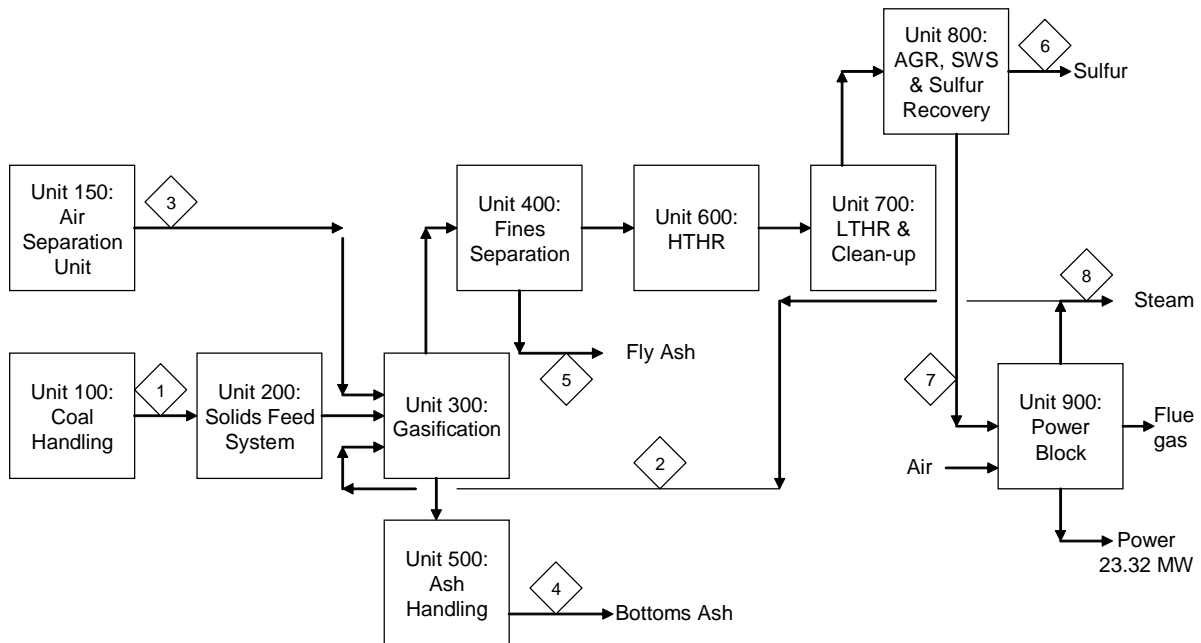 Unit 800:
AGR, SWS
& Sulfur
Recovery
6
Sulfur
Unit 150:
Air
Separation
Unit
3
Unit 400:
Fines
Separation
Unit 600:
HTHR
Unit 700:
LTHR &
Clean-up
8
Steam
Unit 100:
Coal
Handling
1
Unit 200:
Solids Feed
System
Unit 300:
Gasification
Fly Ash
5
7
Unit 900:
Power
Block
Flue
gas
Air
2
Power
23.32 MW
Unit 500:
Ash
Handling
4
Bottoms Ash